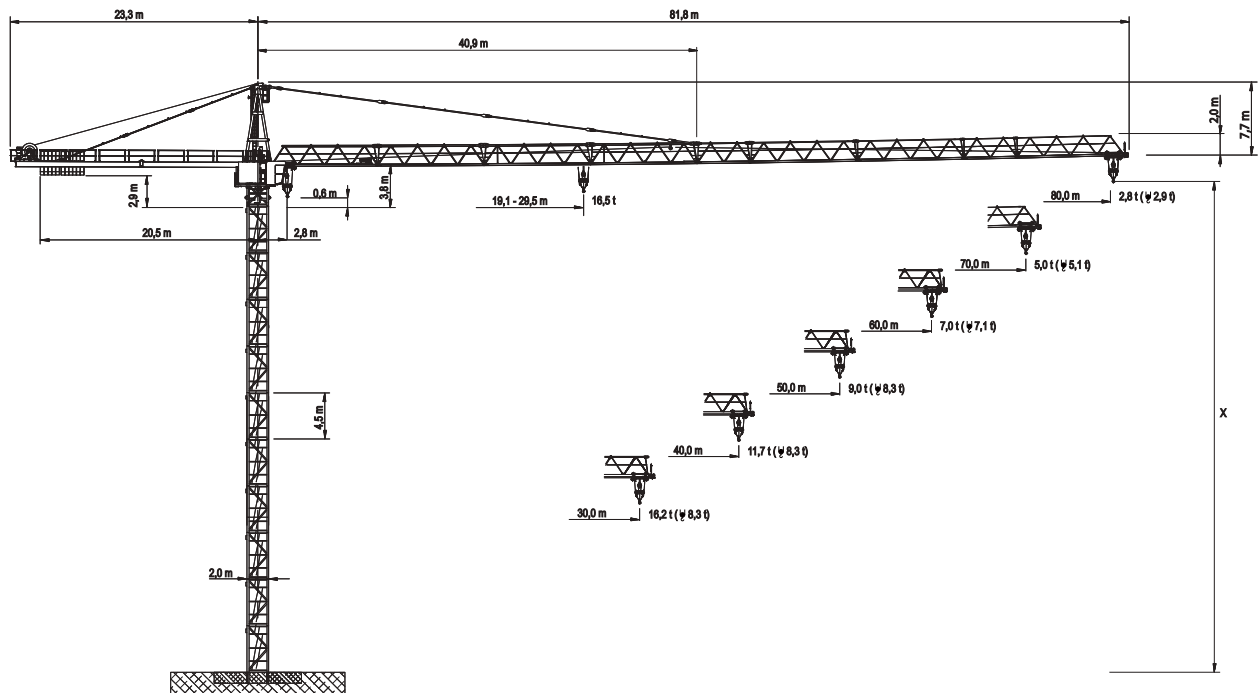 23,3 m
81,8 m
40,9 m
2,0 m
7,7 m
2,9 m
0,6 m
3,8 m
19,1 - 29,5 m
16,5 t
80,0 m
2,8 t ( 2,9 t)
20,5 m
2,8 m
70,0 m
5,0 t ( 5,1 t)
60,0 m
7,0 t ( 7,1 t)
50,0 m
9,0 t ( 8,3 t)
4,5 m
X
40,0 m
11,7 t ( 8,3 t)
30,0 m
16,2 t ( 8,3 t)
2,0 m